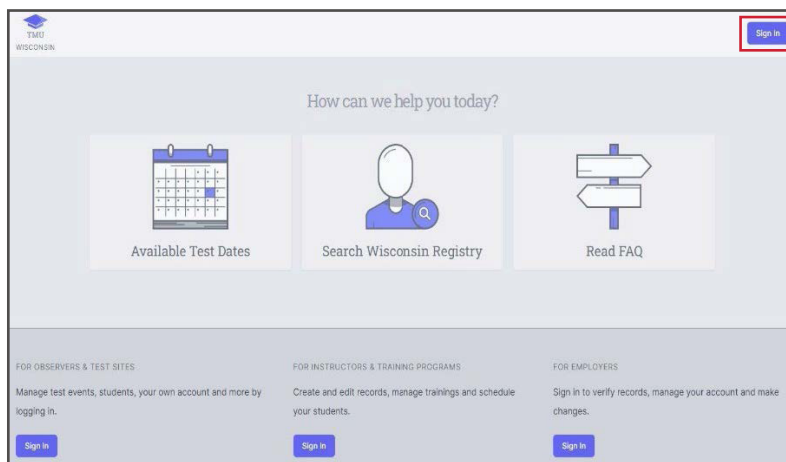 TMU
WISCONSIN
Sign In
How can we help you today?
Available Test Dates
Search Wisconsin Registry
Read FAQ
FOR OBSERVERS & TEST SITES
Manage test events, students, your own account and more by
logging in.
Sign In
FOR INSTRUCTORS & TRAINING PROGRAMS
Create and edit records, manage trainings and schedule
your students.
Sign In
FOR EMPLOYERS
Sign in to verify records, manage your account and make
changes.
Sign In